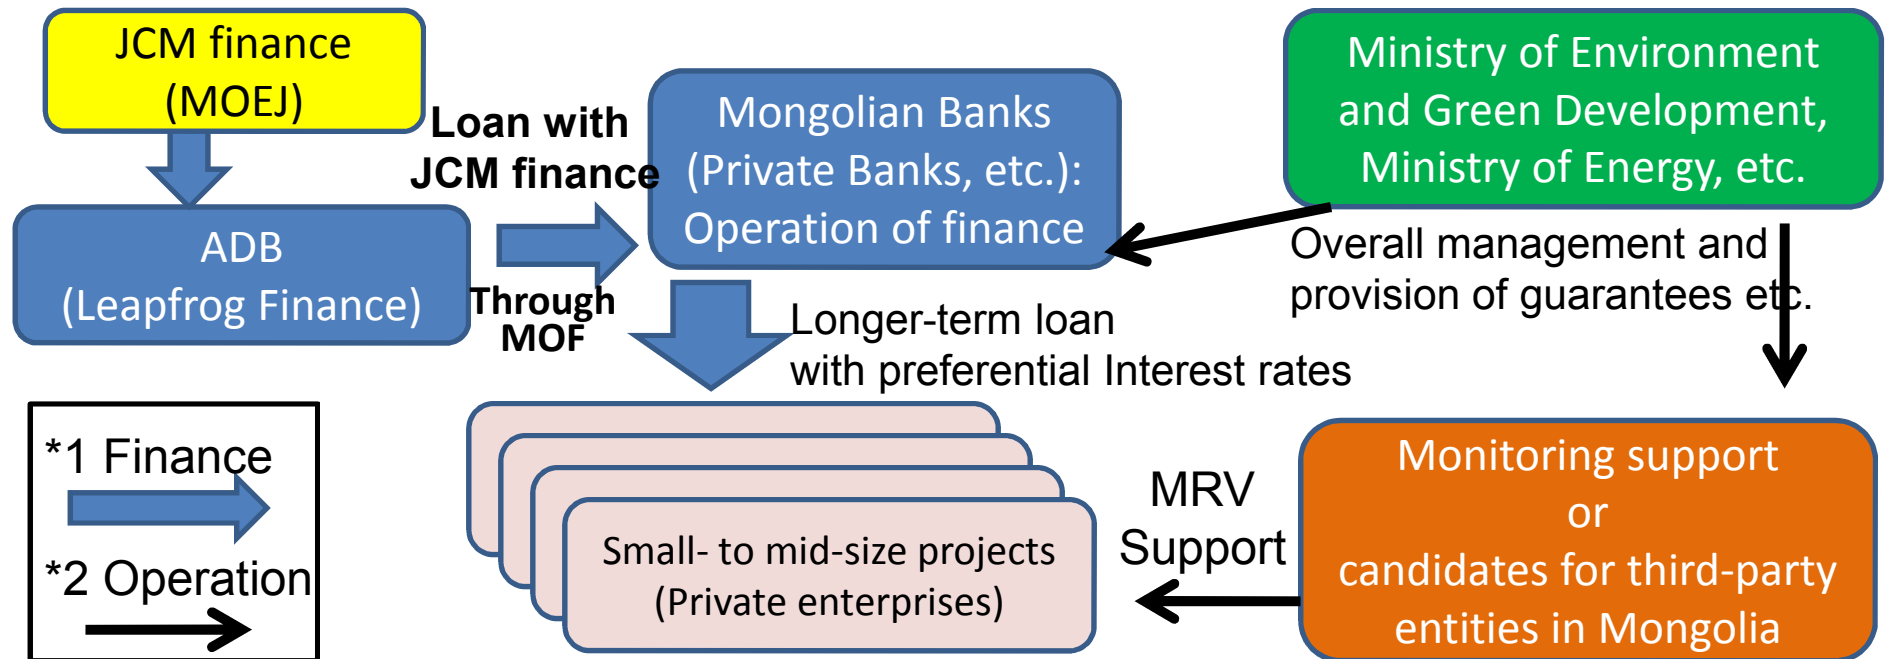 JCM finance
(MOEJ)
Loan with
JCM finance
Mongolian Banks
(Private Banks, etc.):
Operation of finance
Ministry of Environment
and Green Development,
Ministry of Energy, etc.
ADB
(Leapfrog Finance)
Through
MOF
Overall management and
provision of guarantees etc.
Longer-term loan
with preferential Interest rates
*1 Finance
*2 Operation
Small- to mid-size projects
(Private enterprises)
MRV
Support
Monitoring support
or
candidates for third-party
entities in Mongolia